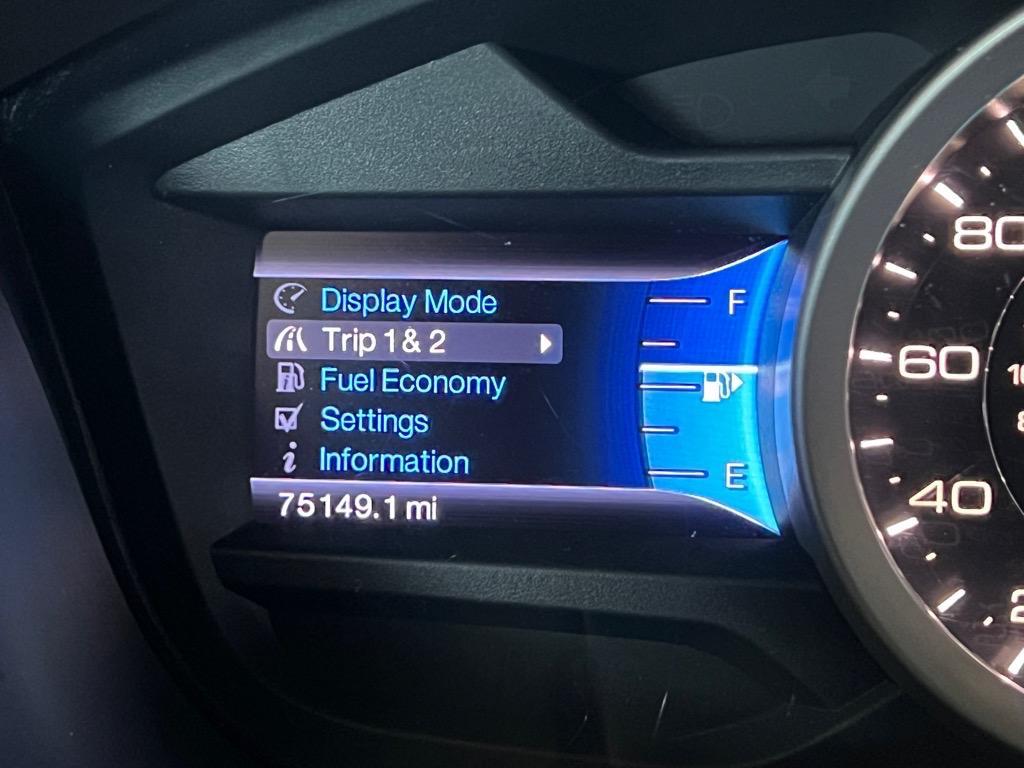 Display Mode
Trip 1 & 2
Fuel Economy
Settings
Information
75149.1 mi
F
E
80
60
40